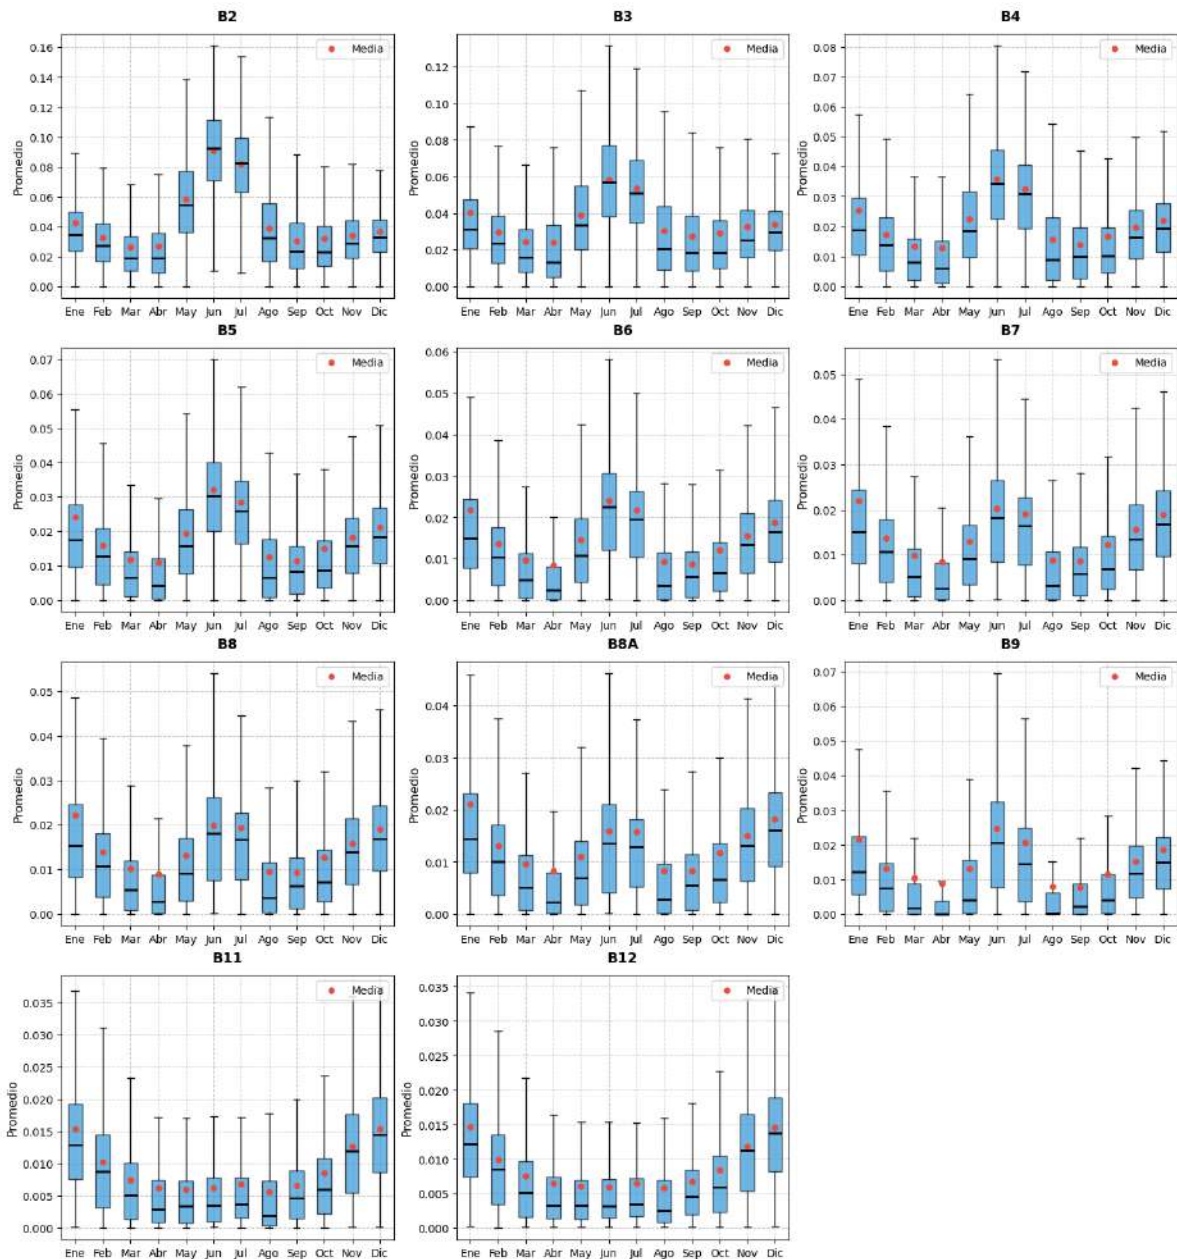 B2
B3
B4
Media
Media
Media
Promedio
0.16
0.14
0.12
0.10
0.08
0.06
0.04
0.02
0.00
Ene Feb Mar Abr May Jun Jul Ago Sep Oct Nov Dic
Promedio
0.12
0.10
0.08
0.06
0.04
0.02
0.00
Ene Feb Mar Abr May Jun Jul Ago Sep Oct Nov Dic
Promedio
0.08
0.07
0.06
0.05
0.04
0.03
0.02
0.01
0.00
Ene Feb Mar Abr May Jun Jul Ago Sep Oct Nov Dic
B5
B6
B7
Media
Media
Media
Promedio
0.07
0.06
0.05
0.04
0.03
0.02
0.01
0.00
Ene Feb Mar Abr May Jun Jul Ago Sep Oct Nov Dic
Promedio
0.06
0.05
0.04
0.03
0.02
0.01
0.00
Ene Feb Mar Abr May Jun Jul Ago Sep Oct Nov Dic
Promedio
0.05
0.04
0.03
0.02
0.01
0.00
Ene Feb Mar Abr May Jun Jul Ago Sep Oct Nov Dic
B8
B8A
B9
Media
Media
Media
Promedio
0.05
0.04
0.03
0.02
0.01
0.00
Ene Feb Mar Abr May Jun Jul Ago Sep Oct Nov Dic
Promedio
0.04
0.03
0.02
0.01
0.00
Ene Feb Mar Abr May Jun Jul Ago Sep Oct Nov Dic
Promedio
0.07
0.06
0.05
0.04
0.03
0.02
0.01
0.00
Ene Feb Mar Abr May Jun Jul Ago Sep Oct Nov Dic
B11
B12
Media
Media
Promedio
0.035
0.030
0.025
0.020
0.015
0.010
0.005
0.000
Ene Feb Mar Abr May Jun Jul Ago Sep Oct Nov Dic
Promedio
0.035
0.030
0.025
0.020
0.015
0.010
0.005
0.000
Ene Feb Mar Abr May Jun Jul Ago Sep Oct Nov Dic